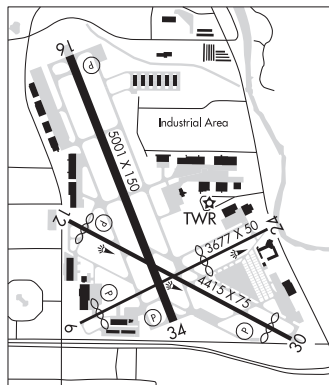 16
P
Industrial Area
5001 X 150
TWR
12
P
3677 X 50
24
P
4415 X 75
6
P
34
P
30